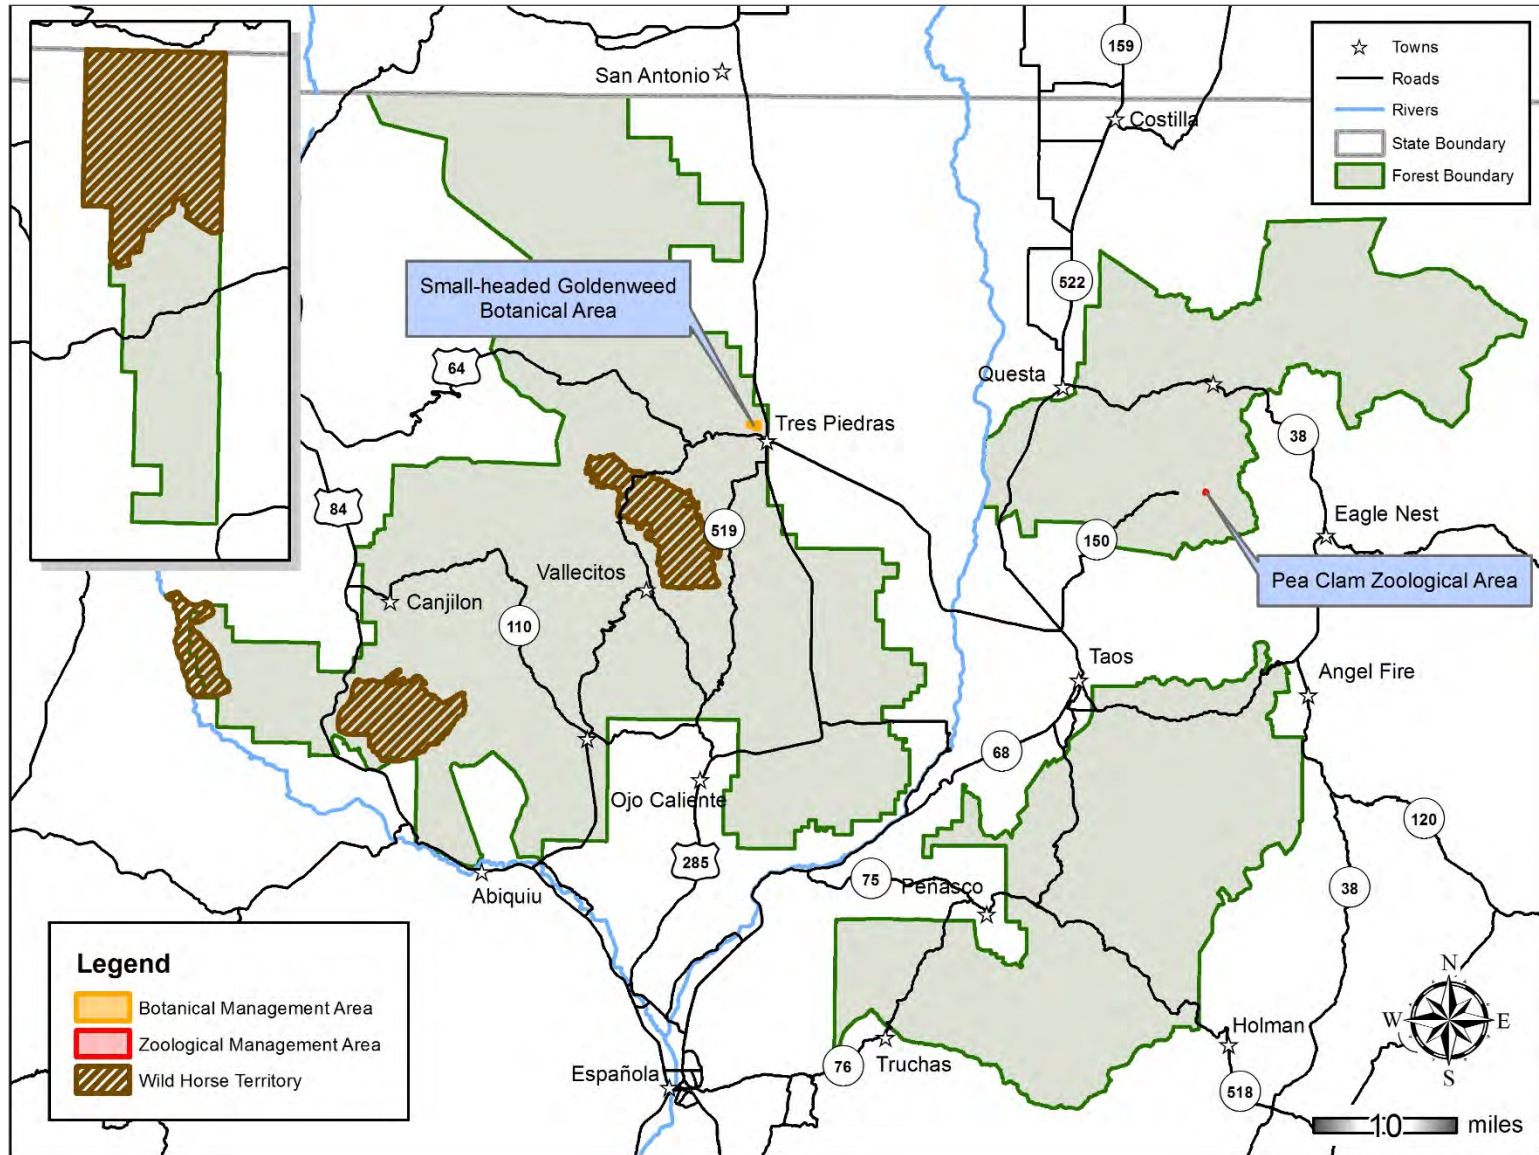 San Antonio
159
Costilla
Towns
Roads
Rivers
State Boundary
Forest Boundary
Small-headed Goldenweed
Botanical Area
522
64
Questa
Tres Piedras
38
84
519
150
Eagle Nest
Vallecitos
Pea Clam Zoological Area
Canjilon
110
Taos
Angel Fire
68
Ojo Caliente
120
285
75
Peñasco
38
Abiquiu
Legend
Botanical Management Area
Zoological Management Area
Wild Horse Territory
N
W
E
S
Holman
Truchas
76
Española
518
10
miles